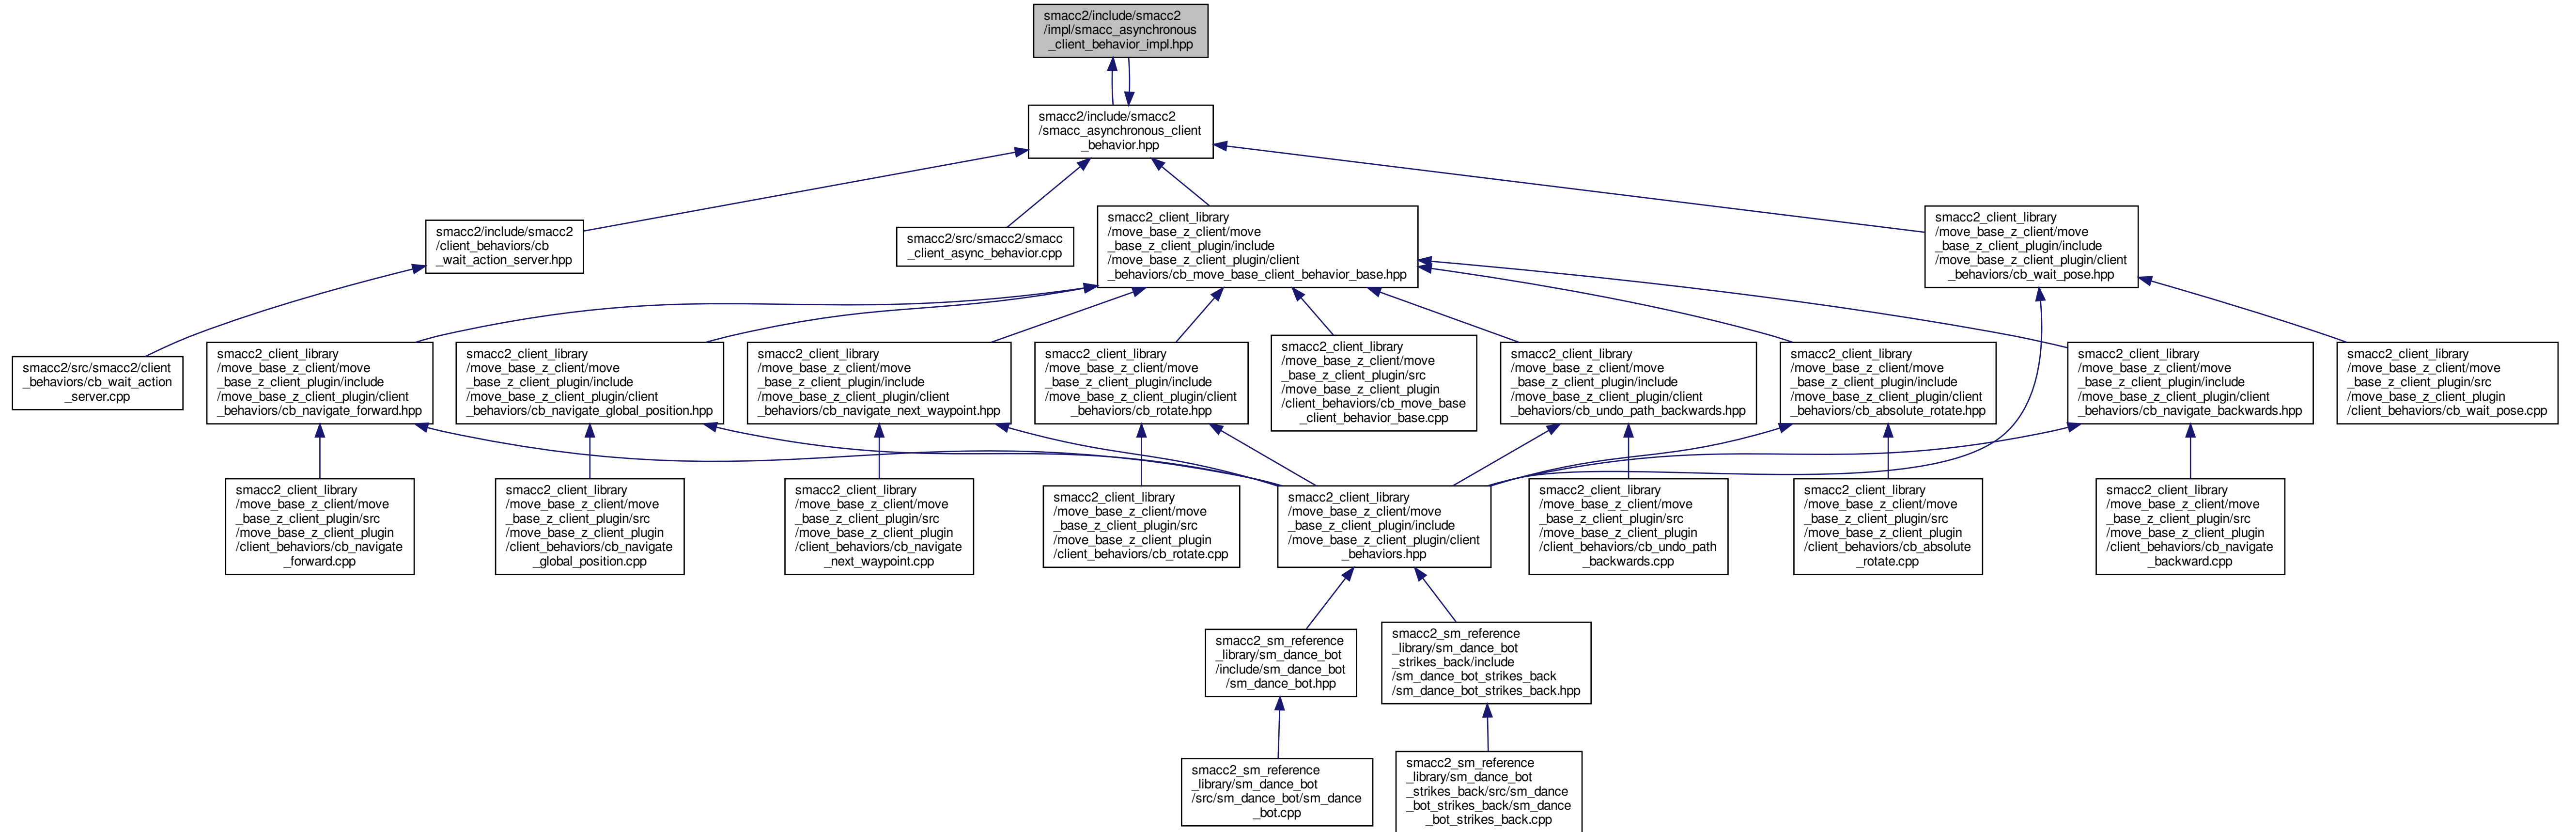 smacc2/include/smacc2
/impl/smacc_asynchronous
_client_behavior_impl.hpp
smacc2/include/smacc2
/smacc_asynchronous_client
_behavior.hpp
smacc2/include/smacc2
/client_behaviors/cb
_wait_action_server.hpp
smacc2/src/smacc2/smacc
_client_async_behavior.cpp
smacc2_client_library
/move_base_z_client/move
_base_z_client_plugin/include
/move_base_z_client_plugin/client
_behaviors/cb_move_base_client_behavior_base.hpp
smacc2_client_library
/move_base_z_client/move
_base_z_client_plugin/include
/move_base_z_client_plugin/client
_behaviors/cb_wait_pose.hpp
smacc2/src/smacc2/client
_behaviors/cb_wait_action
_server.cpp
smacc2_client_library
/move_base_z_client/move
_base_z_client_plugin/include
/move_base_z_client_plugin/client
_behaviors/cb_navigate_forward.hpp
smacc2_client_library
/move_base_z_client/move
_base_z_client_plugin/include
/move_base_z_client_plugin/client
_behaviors/cb_navigate_global_position.hpp
smacc2_client_library
/move_base_z_client/move
_base_z_client_plugin/include
/move_base_z_client_plugin/client
_behaviors/cb_navigate_next_waypoint.hpp
smacc2_client_library
/move_base_z_client/move
_base_z_client_plugin/include
/move_base_z_client_plugin/client
_behaviors/cb_rotate.hpp
smacc2_client_library
/move_base_z_client/move
_base_z_client_plugin/src
/move_base_z_client_plugin
/client_behaviors/cb_move_base
_client_behavior_base.cpp
smacc2_client_library
/move_base_z_client/move
_base_z_client_plugin/include
/move_base_z_client_plugin/client
_behaviors/cb_undo_path_backwards.hpp
smacc2_client_library
/move_base_z_client/move
_base_z_client_plugin/include
/move_base_z_client_plugin/client
_behaviors/cb_absolute_rotate.hpp
smacc2_client_library
/move_base_z_client/move
_base_z_client_plugin/include
/move_base_z_client_plugin/client
_behaviors/cb_navigate_backwards.hpp
smacc2_client_library
/move_base_z_client/move
_base_z_client_plugin/src
/move_base_z_client_plugin
/client_behaviors/cb_wait_pose.cpp
smacc2_client_library
/move_base_z_client/move
_base_z_client_plugin/src
/move_base_z_client_plugin
/client_behaviors/cb_navigate
_forward.cpp
smacc2_client_library
/move_base_z_client/move
_base_z_client_plugin/src
/move_base_z_client_plugin
/client_behaviors/cb_navigate
_global_position.cpp
smacc2_client_library
/move_base_z_client/move
_base_z_client_plugin/src
/move_base_z_client_plugin
/client_behaviors/cb_navigate
_next_waypoint.cpp
smacc2_client_library
/move_base_z_client/move
_base_z_client_plugin/src
/move_base_z_client_plugin
/client_behaviors/cb_rotate.cpp
smacc2_client_library
/move_base_z_client/move
_base_z_client_plugin/include
/move_base_z_client_plugin/client
_behaviors.hpp
smacc2_client_library
/move_base_z_client/move
_base_z_client_plugin/src
/move_base_z_client_plugin
/client_behaviors/cb_undo_path
_backwards.cpp
smacc2_client_library
/move_base_z_client/move
_base_z_client_plugin/src
/move_base_z_client_plugin
/client_behaviors/cb_absolute
_rotate.cpp
smacc2_client_library
/move_base_z_client/move
_base_z_client_plugin/src
/move_base_z_client_plugin
/client_behaviors/cb_navigate
_backward.cpp
smacc2_sm_reference
_library/sm_dance_bot
/include/sm_dance_bot
/sm_dance_bot.hpp
smacc2_sm_reference
_library/sm_dance_bot
_strikes_back/include
/sm_dance_bot_strikes_back
/sm_dance_bot_strikes_back.hpp
smacc2_sm_reference
_library/sm_dance_bot
/src/sm_dance_bot/sm_dance
_bot.cpp
smacc2_sm_reference
_library/sm_dance_bot
_strikes_back/src/sm_dance
_bot_strikes_back/sm_dance
_bot_strikes_back.cpp